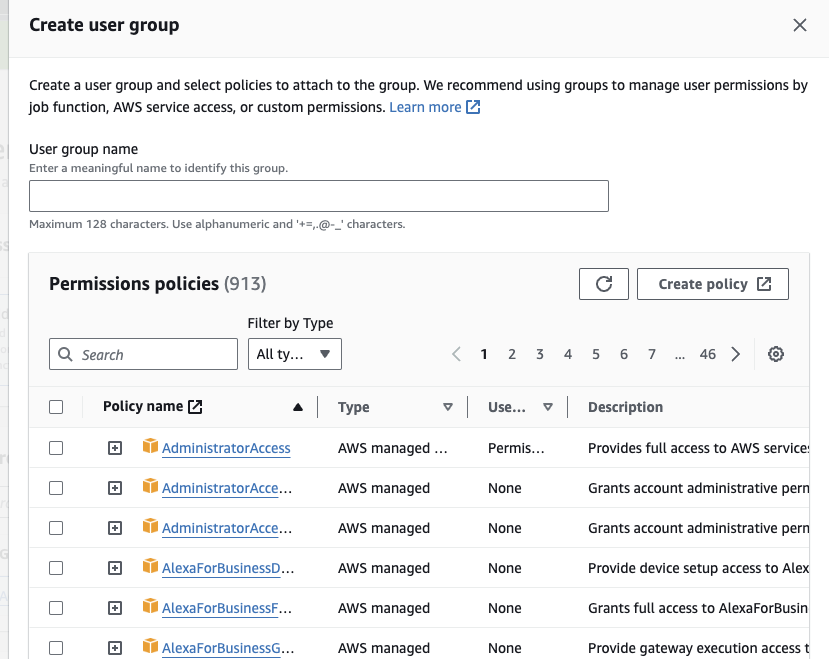 Create user group
Create a user group and select policies to attach to the group. We recommend using groups to manage user permissions by
job function, AWS service access, or custom permissions. Learn more
User group name
Enter a meaningful name to identify this group.
Maximum 128 characters. Use alphanumeric and '+=,.@-_' characters.
Permissions policies (913)
Create policy
Filter by Type
Search
All ty...
1 2 3 4 5 6 7 ... 46
Policy name Type Use... Description
AdministratorAccess AWS managed ... Permis... Provides full access to AWS services
AdministratorAcce... AWS managed None Grants account administrative perm
AdministratorAcce... AWS managed None Grants account administrative perm
AlexaForBusinessD... AWS managed None Provide device setup access to Alex
AlexaForBusinessF... AWS managed None Grants full access to AlexaForBusin
AlexaForBusinessG... AWS managed None Provide gateway execution access t